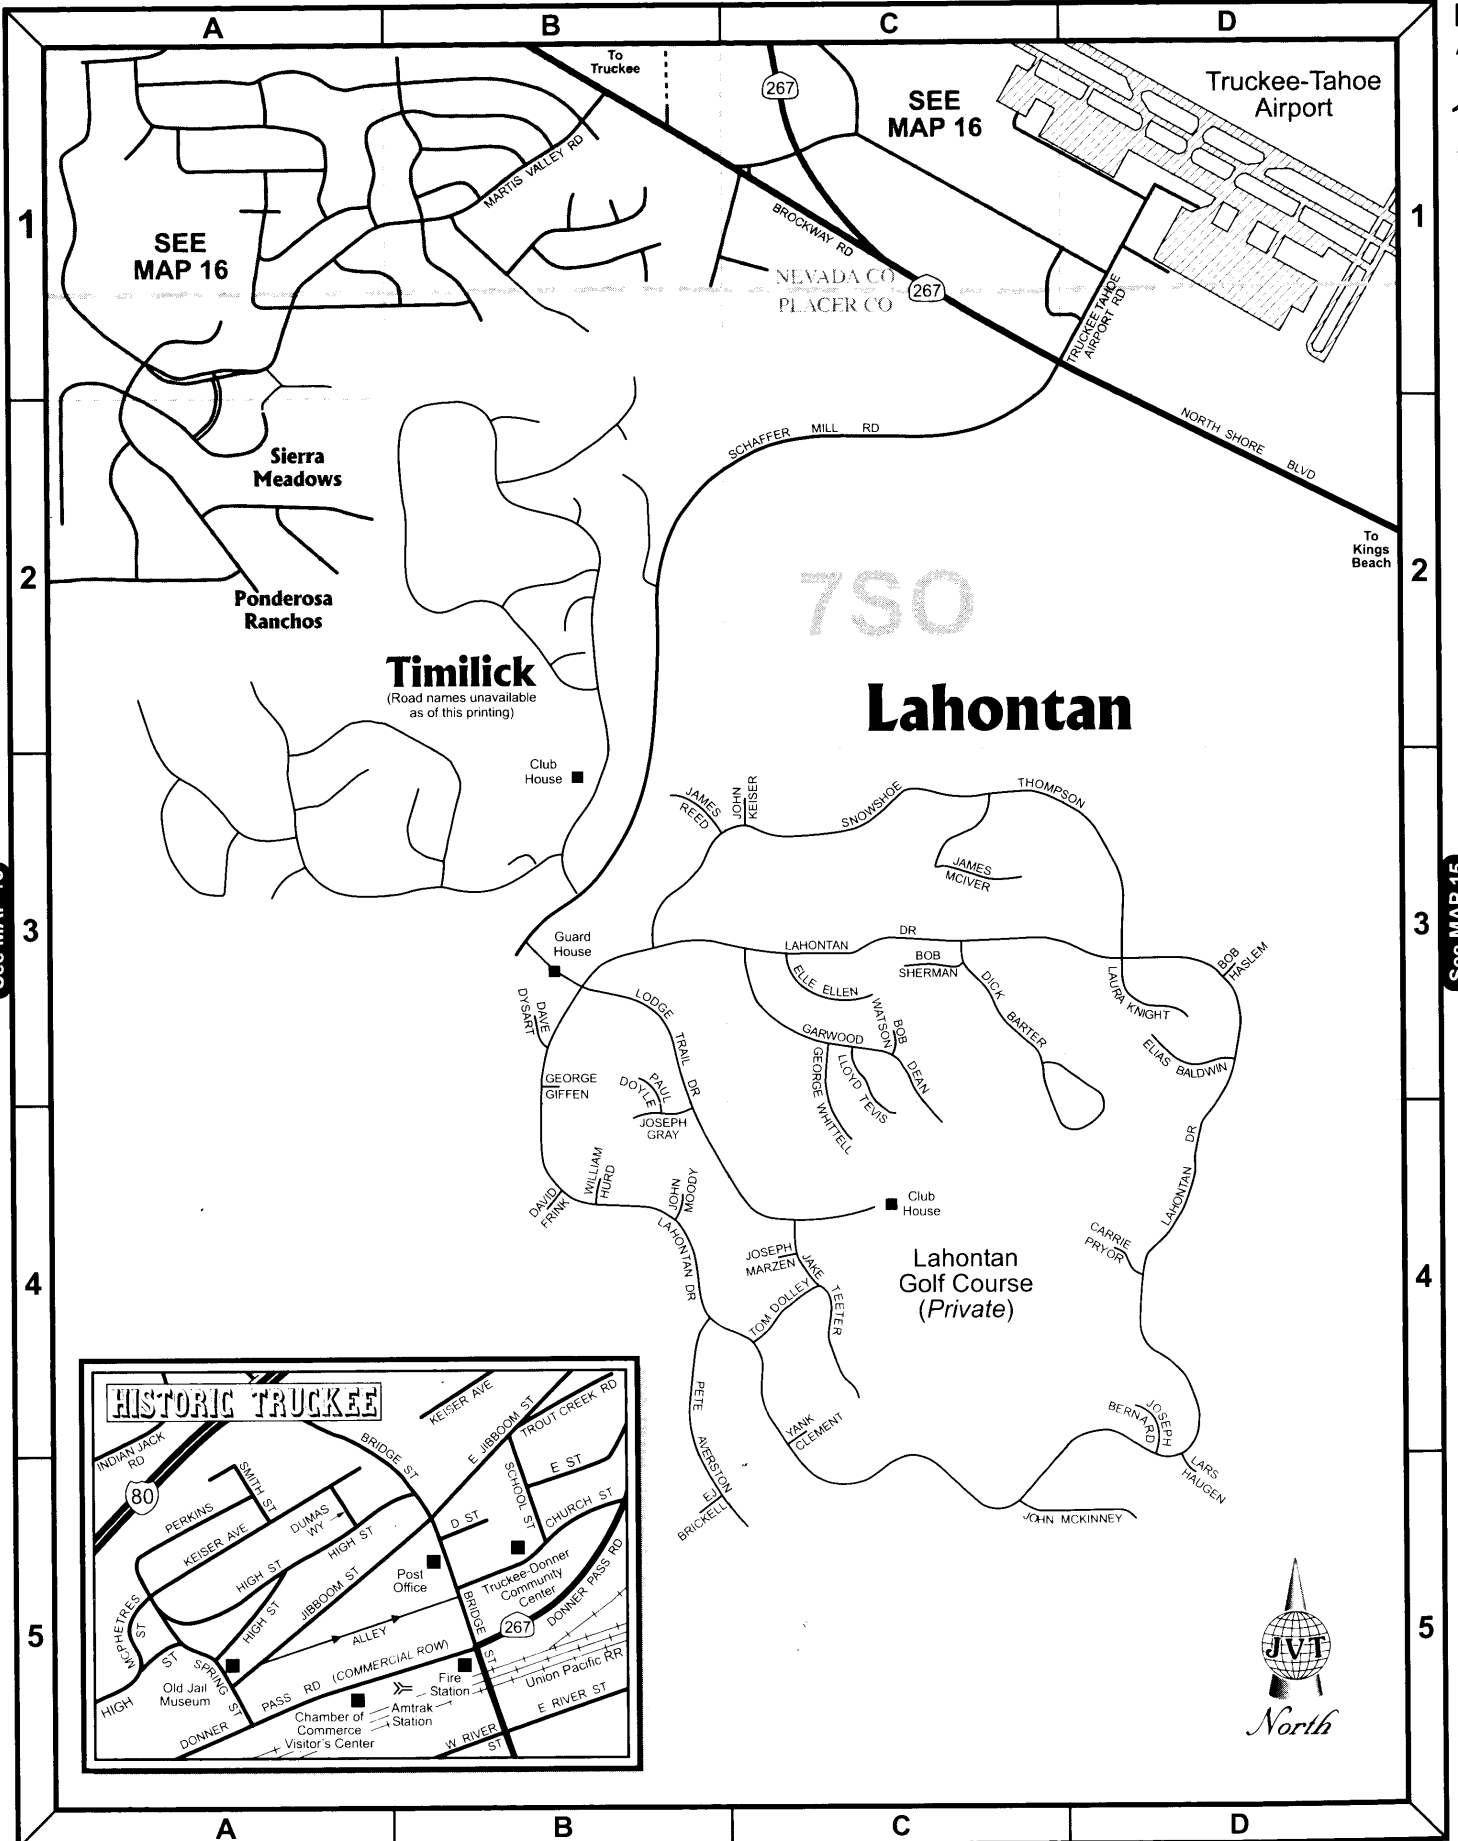 A
B
C
D
To
Truckee
267
SEE
MAP 16
Truckee-Tahoe
Airport
MARTIS VALLEY RD
1
1
SEE
MAP 16
BROCKWAY RD
NEVADA CO
PLACER CO
267
TRUCKEE TAHOE
AIRPORT RD
SCHAFFER MILL RD
NORTH SHORE BLVD
Sierra
Meadows
To
Kings
Beach
2
2
Ponderosa
Ranchos
Timilick
(Road names unavailable
as of this printing)
Lahontan
Club
House
JAMES
REED
JOHN
KEISER
SNOWSHOE
THOMPSON
JAMES
MCIVER
See MAP 15
3
3
Guard
House
LAHONTAN DR
BOB
SHERMAN
BOB
HASLEM
ELLE ELLEN
DICK BARTER
LAURA KNIGHT
DAVE
DYSART
LODGE TRAIL DR
BOB
WATSON
GARWOOD DEAN
ELIAS BALDWIN
GEORGE
GIFFEN
PAUL
DOYLE
GEORGE WHITTELL
LLOYD TEVIS
JOSEPH
GRAY
LAHONTAN DR
WILLIAM
HURD
JOHN
MOODY
DAVID
FRINK
Club
House
LAHONTAN DR
CARRIE
PRYOR
JOSEPH
MARZEN
JAKE TEETER
Lahontan
Golf Course
(Private)
4
4
TOM DOLLEY
PETE AVERSTON
YANK
CLEMENT
JOSEPH
BERNARD
LARS
HAUGEN
EJ
BRICKELL
JOHN MCKINNEY
HISTORIC TRUCKEE
KEISER AVE
E JIBBOOM ST
TROUT CREEK RD
INDIAN JACK
RD
BRIDGE ST
80
SMITH ST
SCHOOL ST
E ST
PERKINS
DUMAS
WY
D ST
CHURCH ST
KEISER AVE
HIGH ST
HIGH ST
Post
Office
Truckee-Donner
Community
Center
DONNER PASS RD
JIBBOOM ST
MCPHETRES
ST
HIGH ST
BRIDGE ST
267
ALLEY
HIGH ST
SPRING ST
Old Jail
Museum
DONNER PASS RD (COMMERCIAL ROW)
Fire
Station
Union Pacific RR
Amtrak
Station
Chamber of
Commerce
Visitor's Center
E RIVER ST
W RIVER
ST
5
5
JVT
North
A
B
C
D